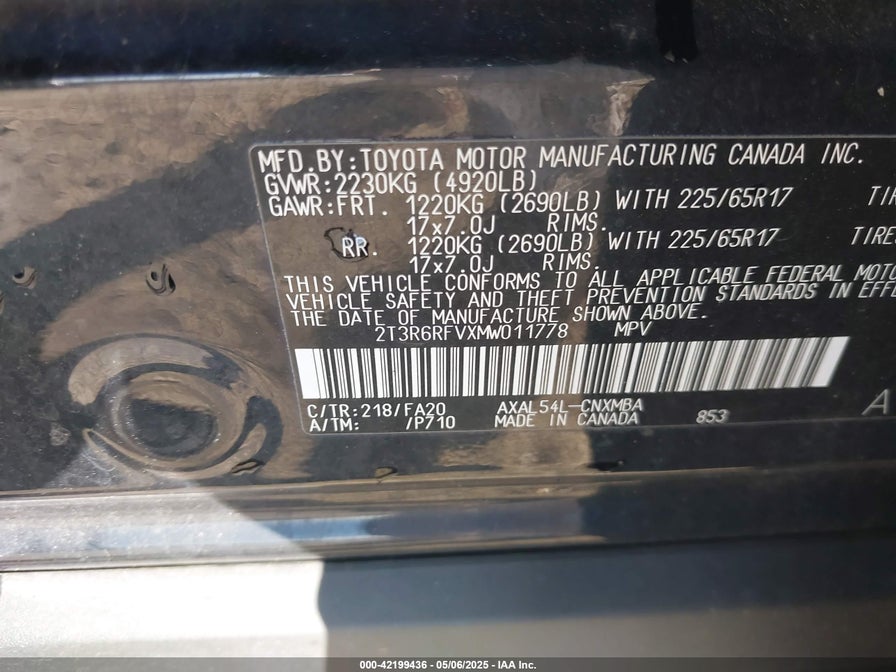 MFD.BY:TOYOTA MOTOR MANUFACTURING CANADA INC.
GVWR:2230KG (4920LB)
GAWR:FRT. 1220KG (2690LB) WITH 225/65R17 TIRE
17x7.0J RIMS.
RR. 1220KG (2690LB) WITH 225/65R17 TIRE
17x7.0J RIMS.
THIS VEHICLE CONFORMS TO ALL APPLICABLE FEDERAL MOTO
VEHICLE SAFETY AND THEFT PREVENTION STANDARDS IN EFFE
THE DATE OF MANUFACTURE SHOWN ABOVE.
2T3R6RFVXMW011778 MPV
C/TR:218/FA20 AXAL54L-CNXMBA
A/TM: /P710 MADE IN CANADA 853 A
000-42199436 - 05/06/2025 - IAA Inc.